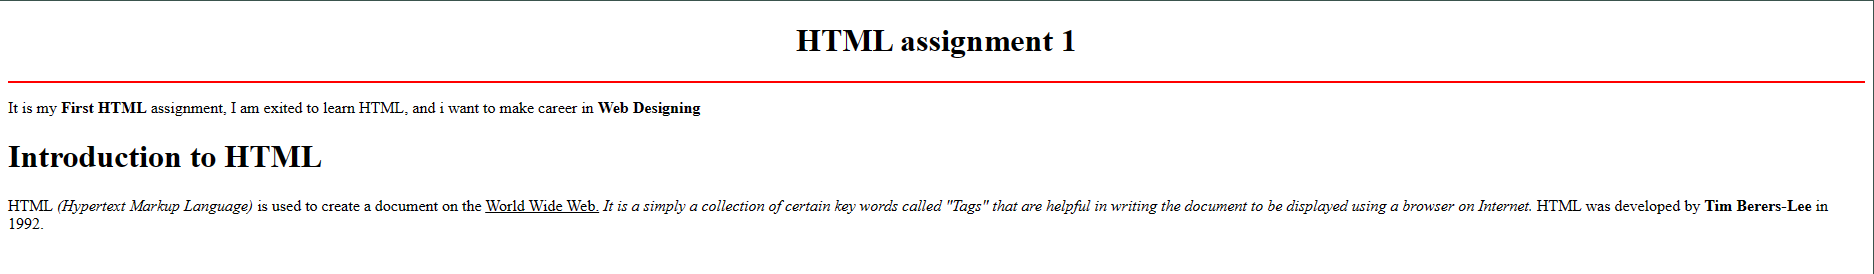 HTML assignment 1
It is my First HTML assignment, I am exited to learn HTML, and i want to make career in Web Designing
Introduction to HTML
HTML (Hypertext Markup Language) is used to create a document on the World Wide Web. It is a simply a collection of certain key words called "Tags" that are helpful in writing the document to be displayed using a browser on Internet. HTML was developed by Tim Berers-Lee in
1992.